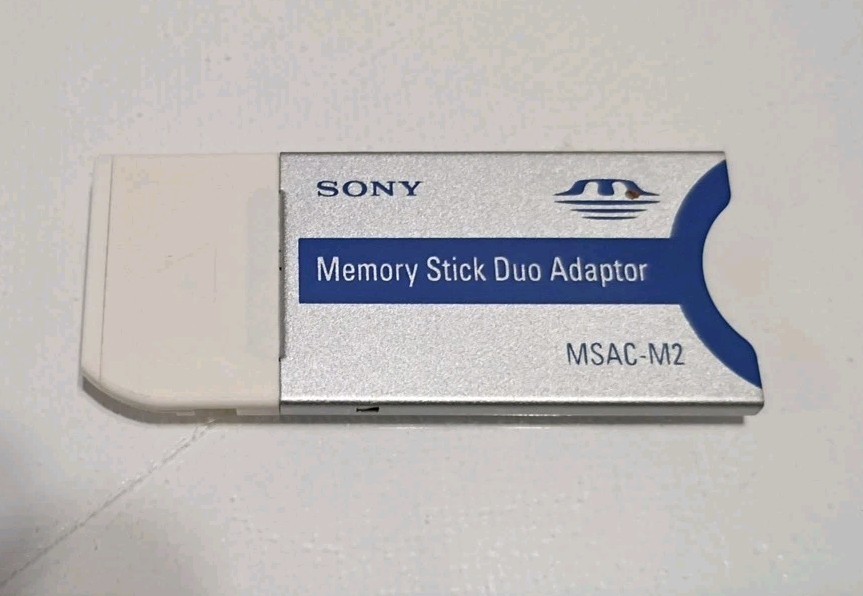 SONY
Memory Stick Duo Adaptor
MSAC-M2